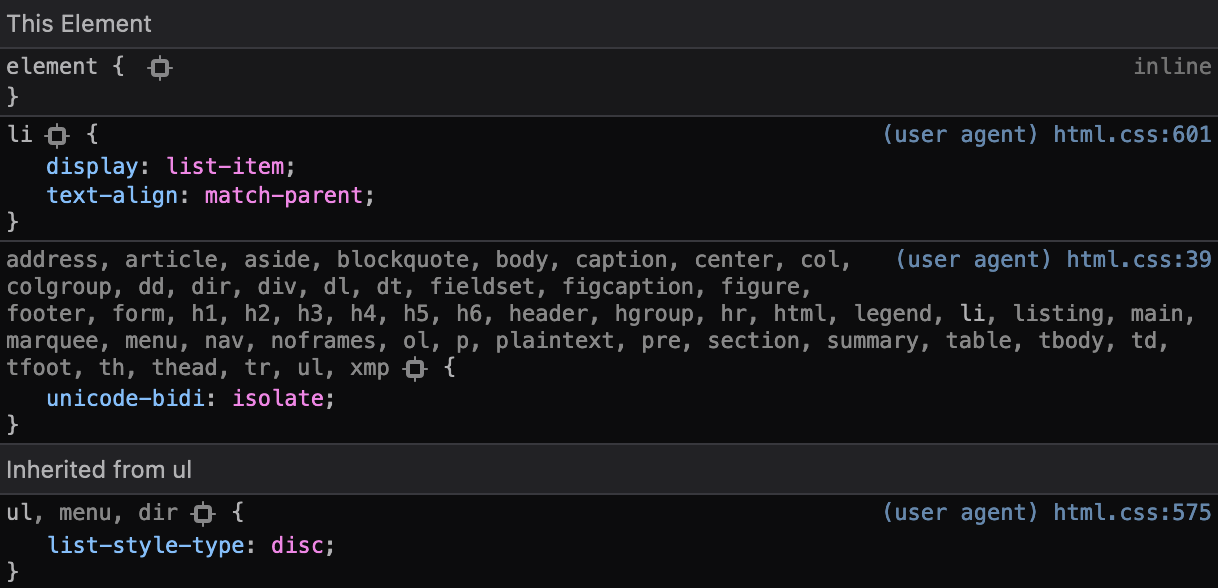 This Element
element {
inline
}
li {
(user agent) html.css:601
display: list-item;
text-align: match-parent;
}
address, article, aside, blockquote, body, caption, center, col,
(user agent) html.css:39
colgroup, dd, dir, div, dl, dt, fieldset, figcaption, figure,
footer, form, h1, h2, h3, h4, h5, h6, header, hgroup, hr, html, legend, li, listing, main,
marquee, menu, nav, noframes, ol, p, plaintext, pre, section, summary, table, tbody, td,
tfoot, th, thead, tr, ul, xmp {
unicode-bidi: isolate;
}
Inherited from ul
ul, menu, dir {
(user agent) html.css:575
list-style-type: disc;
}